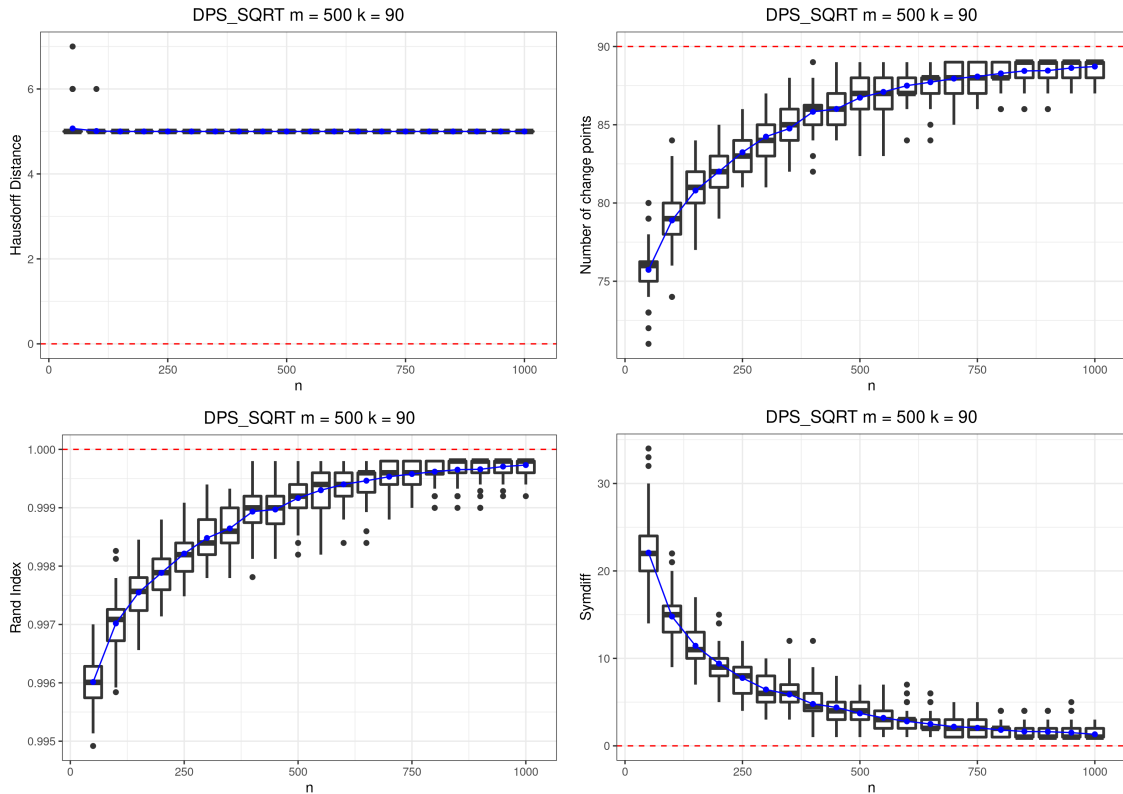 DPS_SQRT m = 500 k = 90
Hausdorff Distance
6
4
2
0
0 250 500 750 1000
n
DPS_SQRT m = 500 k = 90
Number of change points
90
85
80
75
0 250 500 750 1000
n
DPS_SQRT m = 500 k = 90
Rand Index
1.000
0.999
0.998
0.997
0.996
0.995
0 250 500 750 1000
n
DPS_SQRT m = 500 k = 90
Symdiff
30
20
10
0
0 250 500 750 1000
n